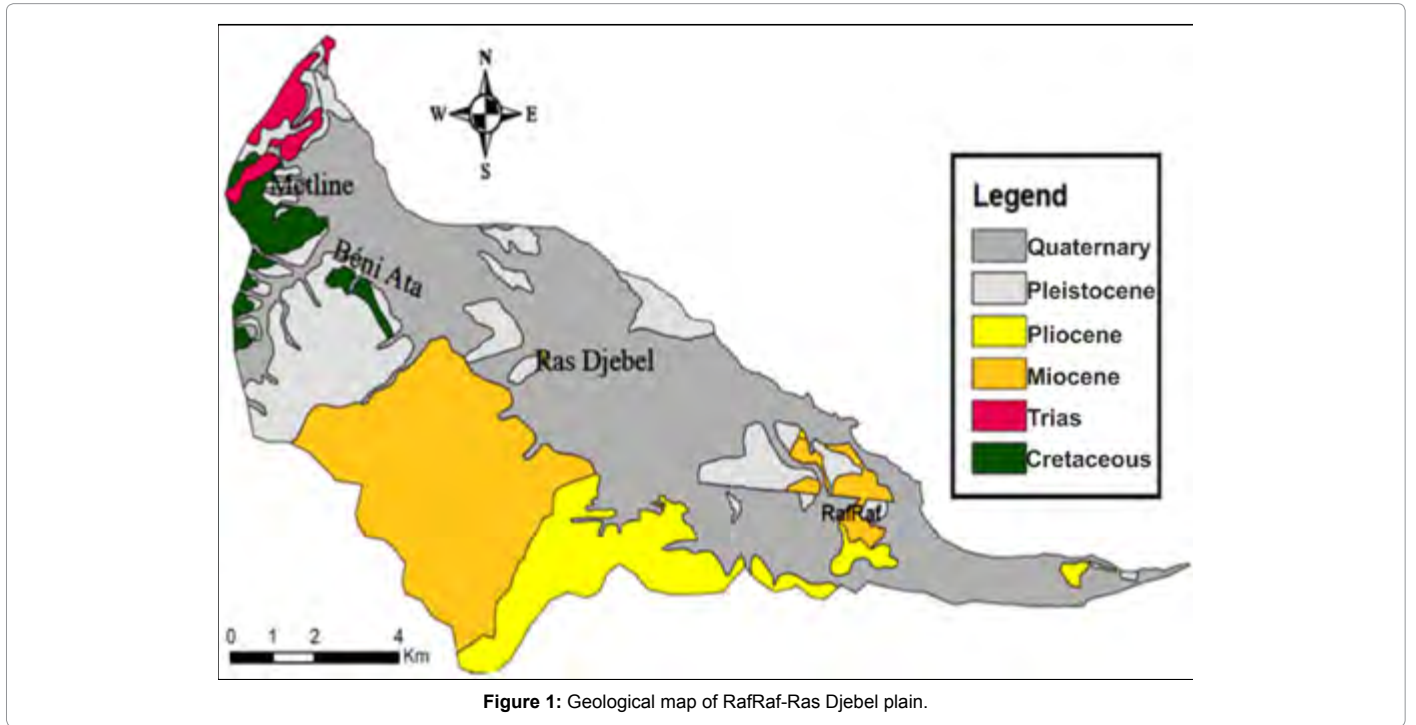 N
W E
S
Metline
Béni Ata
Ras Djebel
RafRaf
Legend
Quaternary
Pleistocene
Pliocene
Miocene
Trias
Cretaceous
0 1 2 4
Km
Figure 1: Geological map of RafRaf-Ras Djebel plain.